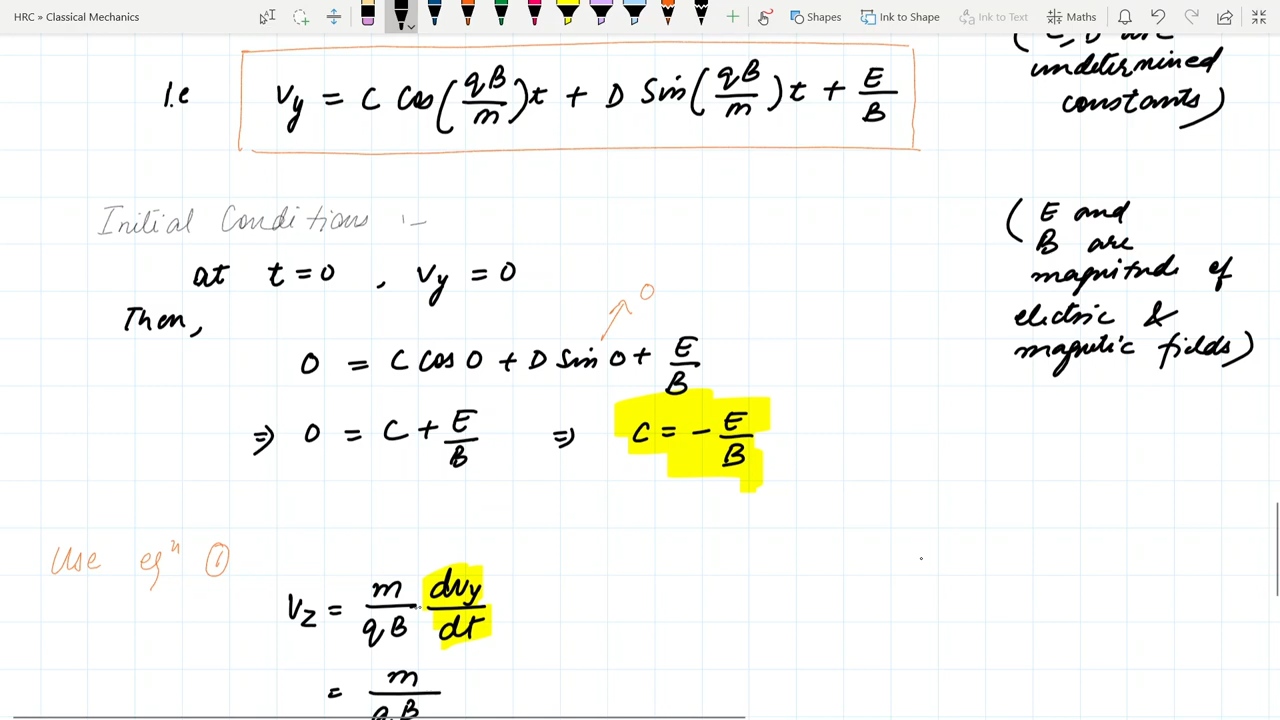 HRC » Classical Mechanics
Shapes
Ink to Shape
Ink to Text
Maths
undetermined
constants)
i.e Vy = C Cos(qB/m)t + D Sin(qB/m)t + E/B
Initial Conditions :-
at t=0 , Vy = 0
Then,
0
0 = C Cos 0 + D Sin 0 + E/B
⇒ 0 = C + E/B ⇒ C = - E/B
(E and
B are
magnitude of
electric &
magnetic fields)
Use eqⁿ ①
Vz = m/qB dvy/dt
= m/qB